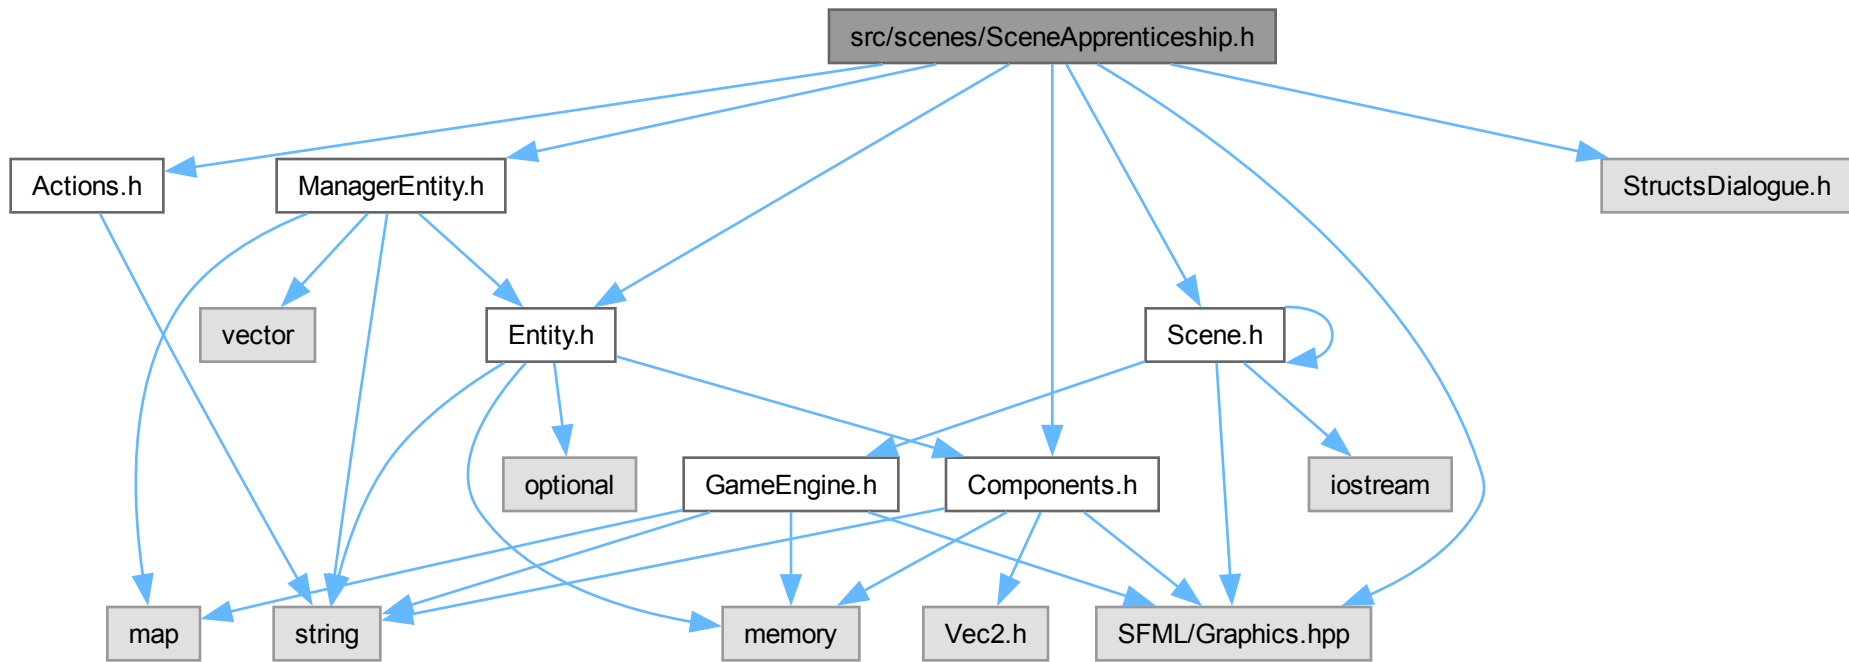 src/scenes/SceneApprenticeship.h
Actions.h
ManagerEntity.h
StructsDialogue.h
vector
Entity.h
Scene.h
optional
GameEngine.h
Components.h
iostream
map
string
memory
Vec2.h
SFML/Graphics.hpp